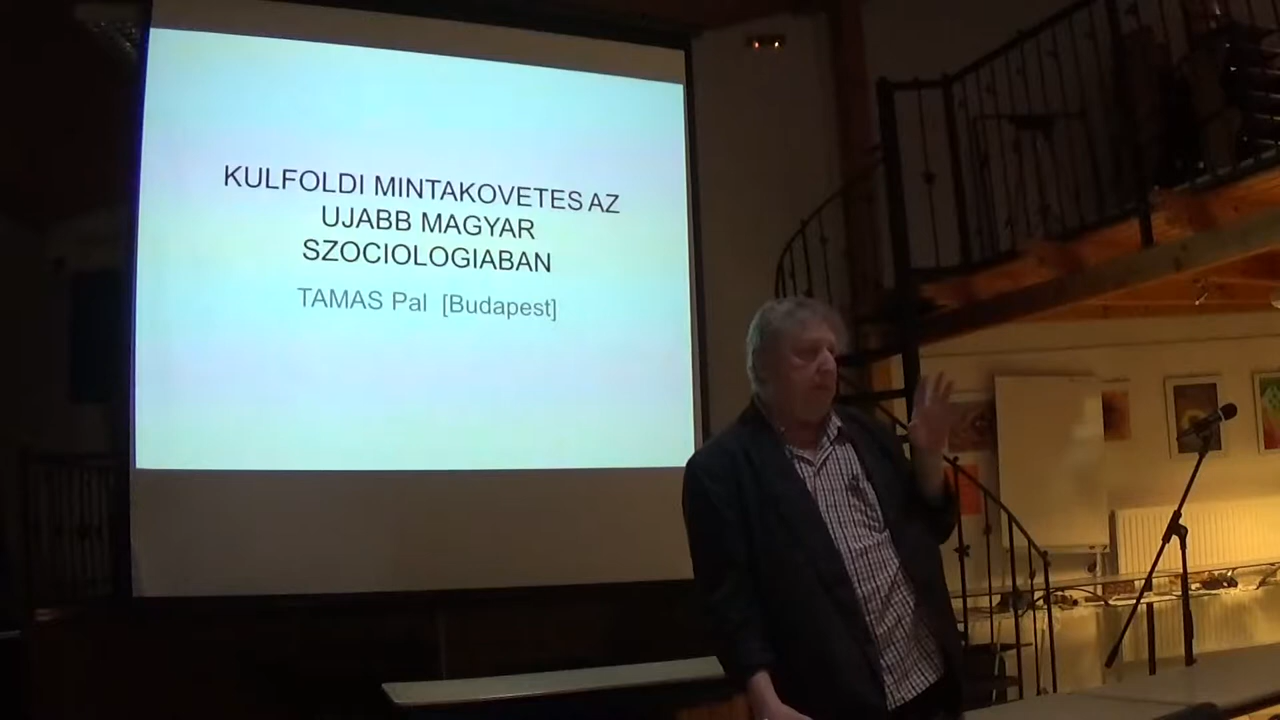 KULFOLDI MINTAKOVETES AZ
UJABB MAGYAR
SZOCIOLOGIABAN
TAMAS Pal [Budapest]